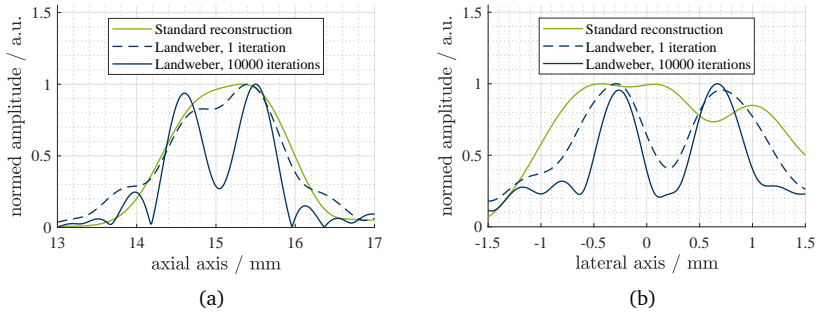 1.5
1
0.5
0
normed amplitude / a.u.
Standard reconstruction
Landweber, 1 iteration
Landweber, 10000 iterations
13 14 15 16 17
axial axis / mm
(a)
1.5
1
0.5
0
normed amplitude / a.u.
Standard reconstruction
Landweber, 1 iteration
Landweber, 10000 iterations
-1.5 -1 -0.5 0 0.5 1 1.5
lateral axis / mm
(b)